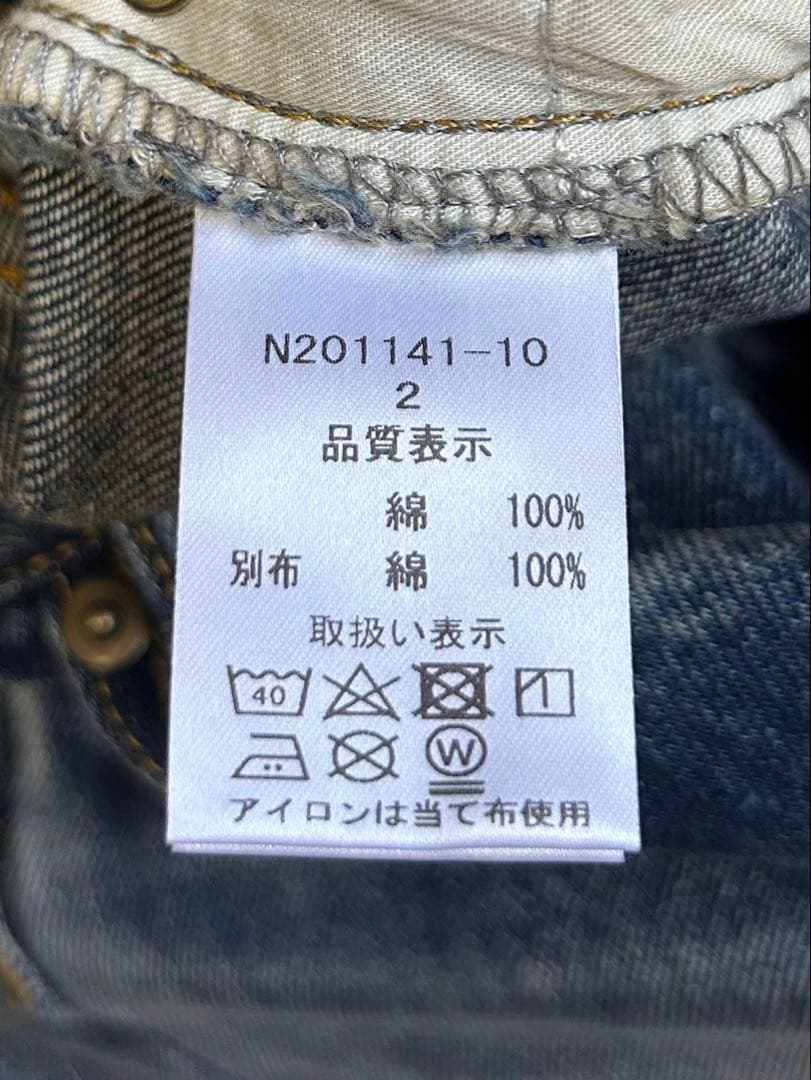 N201141-10
2
品質表示
綿 100%
別布 綿 100%
取扱い表示
40
W
アイロンは当て布使用